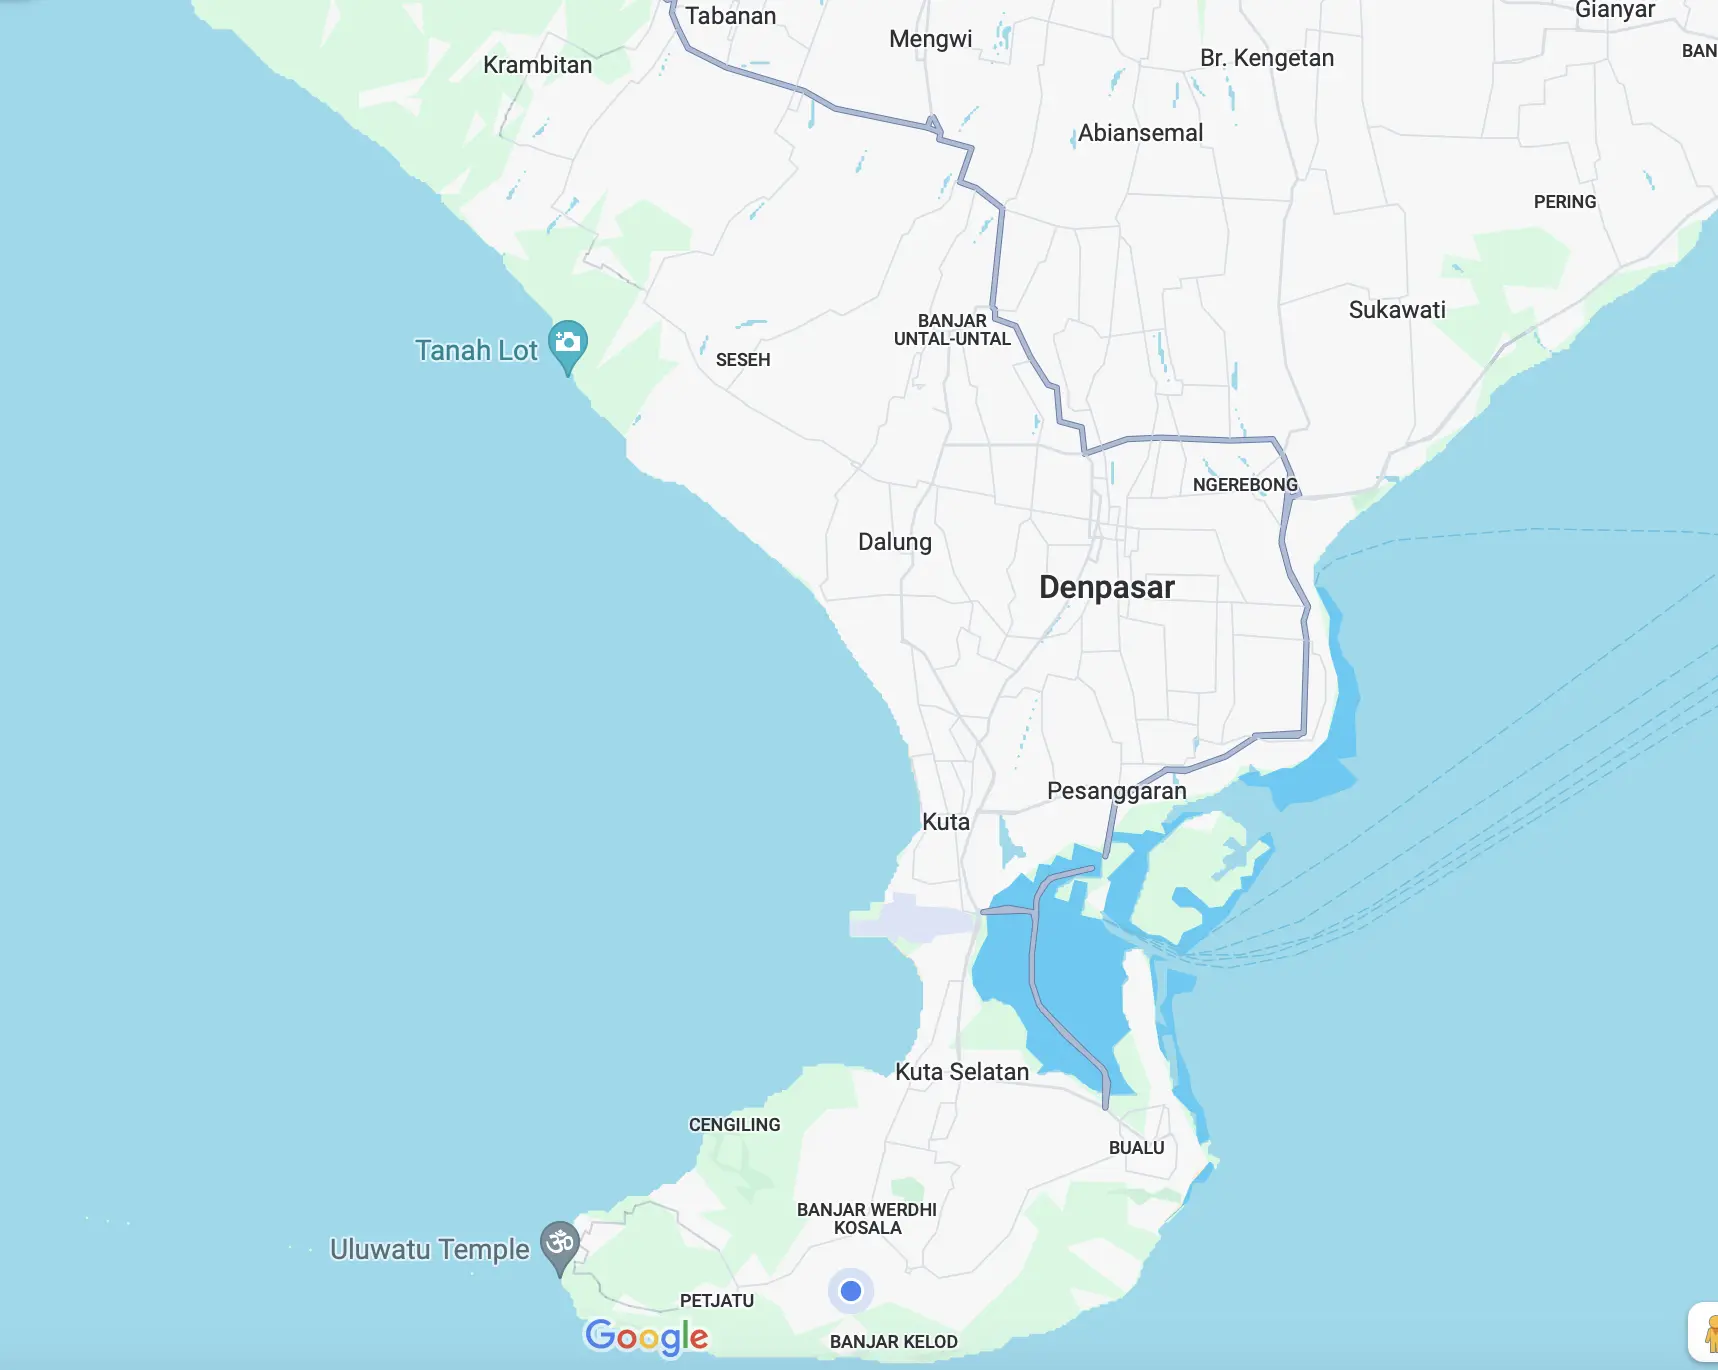 Tabanan
Gianyar
Mengwi
BAN
Krambitan
Br. Kengetan
Abiansemal
PERING
Sukawati
BANJAR
UNTAL-UNTAL
Tanah Lot
SESEH
NGEREBONG
Dalung
Denpasar
Pesanggaran
Kuta
Kuta Selatan
CENGILING
BUALU
BANJAR WERDHI
KOSALA
Uluwatu Temple
PETJATU
Google
BANJAR KELOD